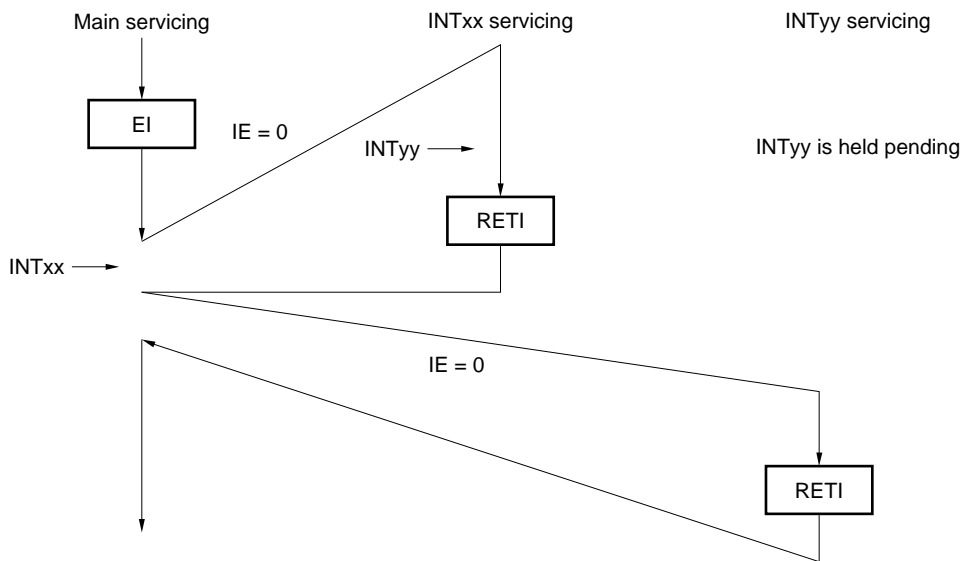 Main servicing
INTxx servicing
INTyy servicing
EI
IE = 0
INTyy
INTyy is held pending
RETI
INTxx
IE = 0
RETI